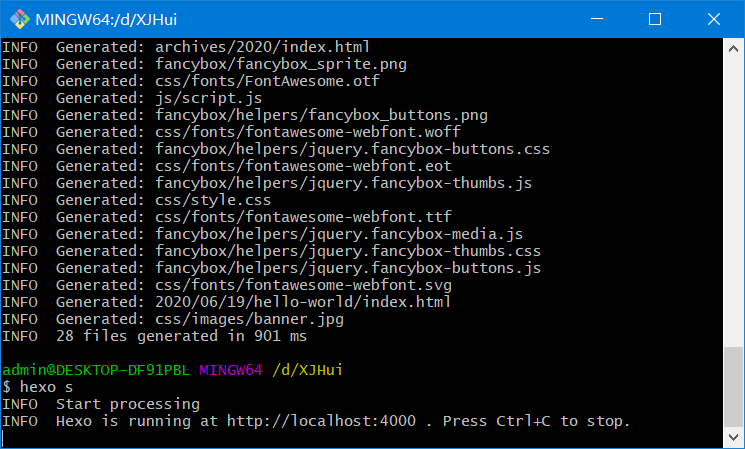 MINGW64:/d/XJHui
INFO  Generated: archives/2020/index.html
INFO  Generated: fancybox/fancybox_sprite.png
INFO  Generated: css/fonts/FontAwesome.otf
INFO  Generated: js/script.js
INFO  Generated: fancybox/helpers/fancybox_buttons.png
INFO  Generated: css/fonts/fontawesome-webfont.woff
INFO  Generated: fancybox/helpers/jquery.fancybox-buttons.css
INFO  Generated: css/fonts/fontawesome-webfont.eot
INFO  Generated: fancybox/helpers/jquery.fancybox-thumbs.js
INFO  Generated: css/style.css
INFO  Generated: css/fonts/fontawesome-webfont.ttf
INFO  Generated: fancybox/helpers/jquery.fancybox-media.js
INFO  Generated: fancybox/helpers/jquery.fancybox-thumbs.css
INFO  Generated: fancybox/helpers/jquery.fancybox-buttons.js
INFO  Generated: css/fonts/fontawesome-webfont.svg
INFO  Generated: 2020/06/19/hello-world/index.html
INFO  Generated: css/images/banner.jpg
INFO  28 files generated in 901 ms
admin@DESKTOP-DF91PBL MINGW64 /d/XJHui
$ hexo s
INFO  Start processing
INFO  Hexo is running at http://localhost:4000 . Press Ctrl+C to stop.